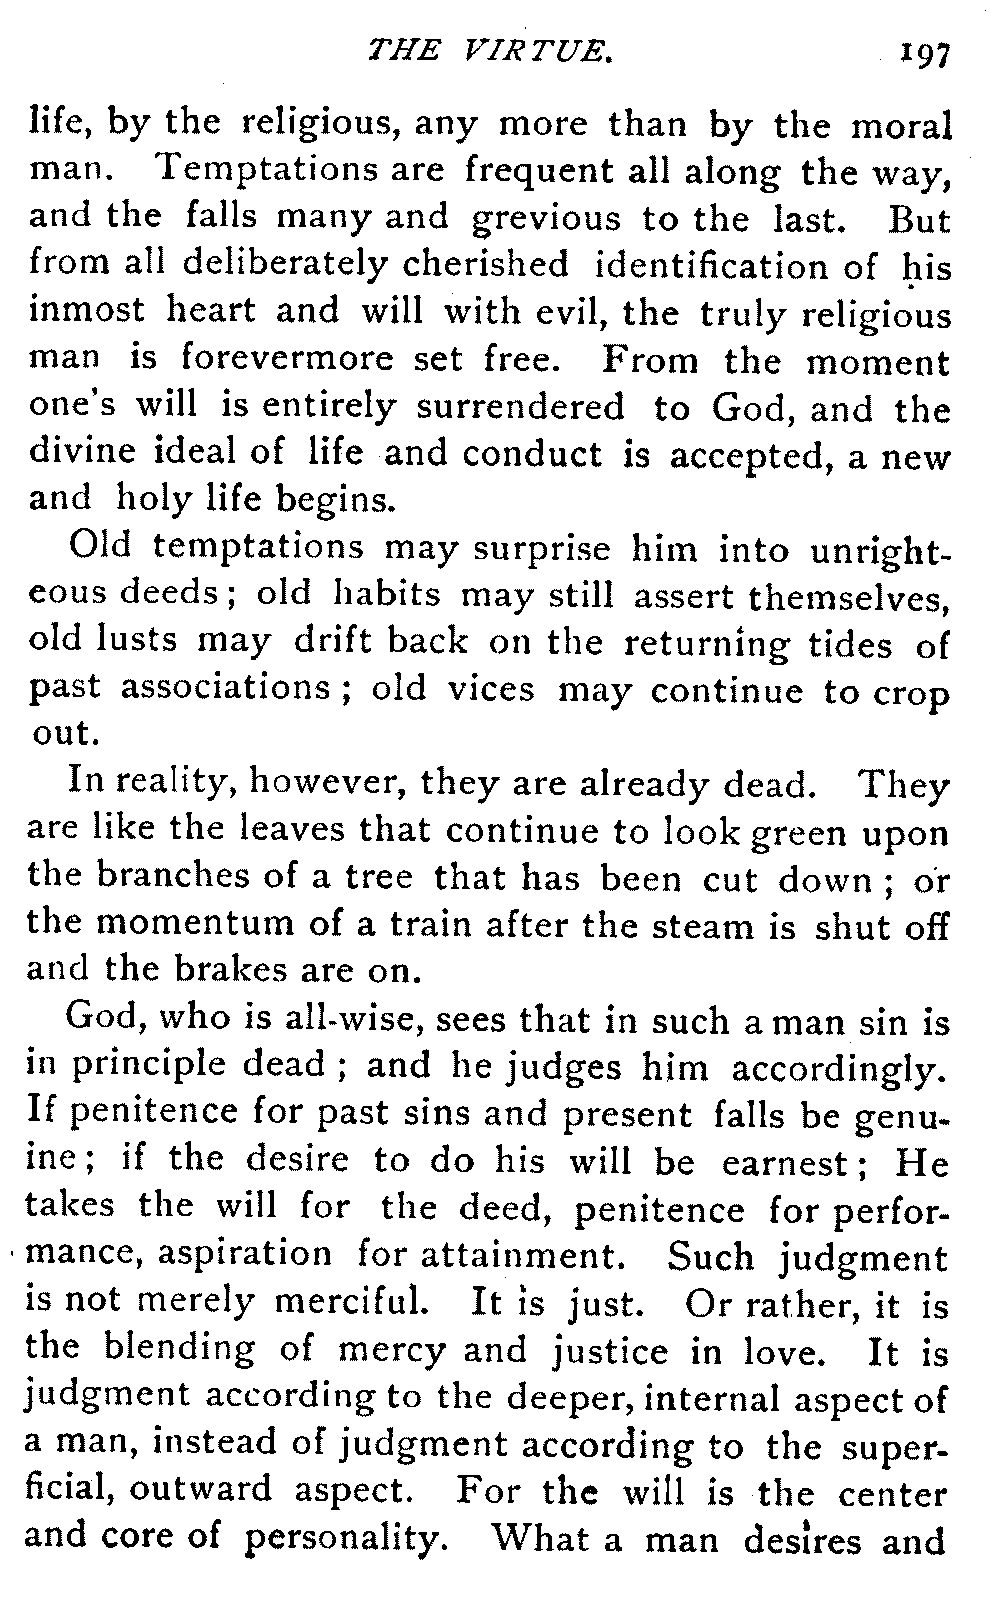 THE VIRTUE. 197
life, by the religious, any more than by the moral
man. Temptations are frequent all along the way,
and the falls many and grevious to the last. But
from all deliberately cherished identification of his
inmost heart and will with evil, the truly religious
man is forevermore set free. From the moment
one's will is entirely surrendered to God, and the
divine ideal of life and conduct is accepted, a new
and holy life begins.
Old temptations may surprise him into unright-
eous deeds; old habits may still assert themselves,
old lusts may drift back on the returning tides of
past associations; old vices may continue to crop
out.
In reality, however, they are already dead. They
are like the leaves that continue to look green upon
the branches of a tree that has been cut down; or
the momentum of a train after the steam is shut off
and the brakes are on.
God, who is all-wise, sees that in such a man sin is
in principle dead; and he judges him accordingly.
If penitence for past sins and present falls be genu-
ine; if the desire to do his will be earnest; He
takes the will for the deed, penitence for perfor-
mance, aspiration for attainment. Such judgment
is not merely merciful. It is just. Or rather, it is
the blending of mercy and justice in love. It is
judgment according to the deeper, internal aspect of
a man, instead of judgment according to the super-
ficial, outward aspect. For the will is the center
and core of personality. What a man desires and